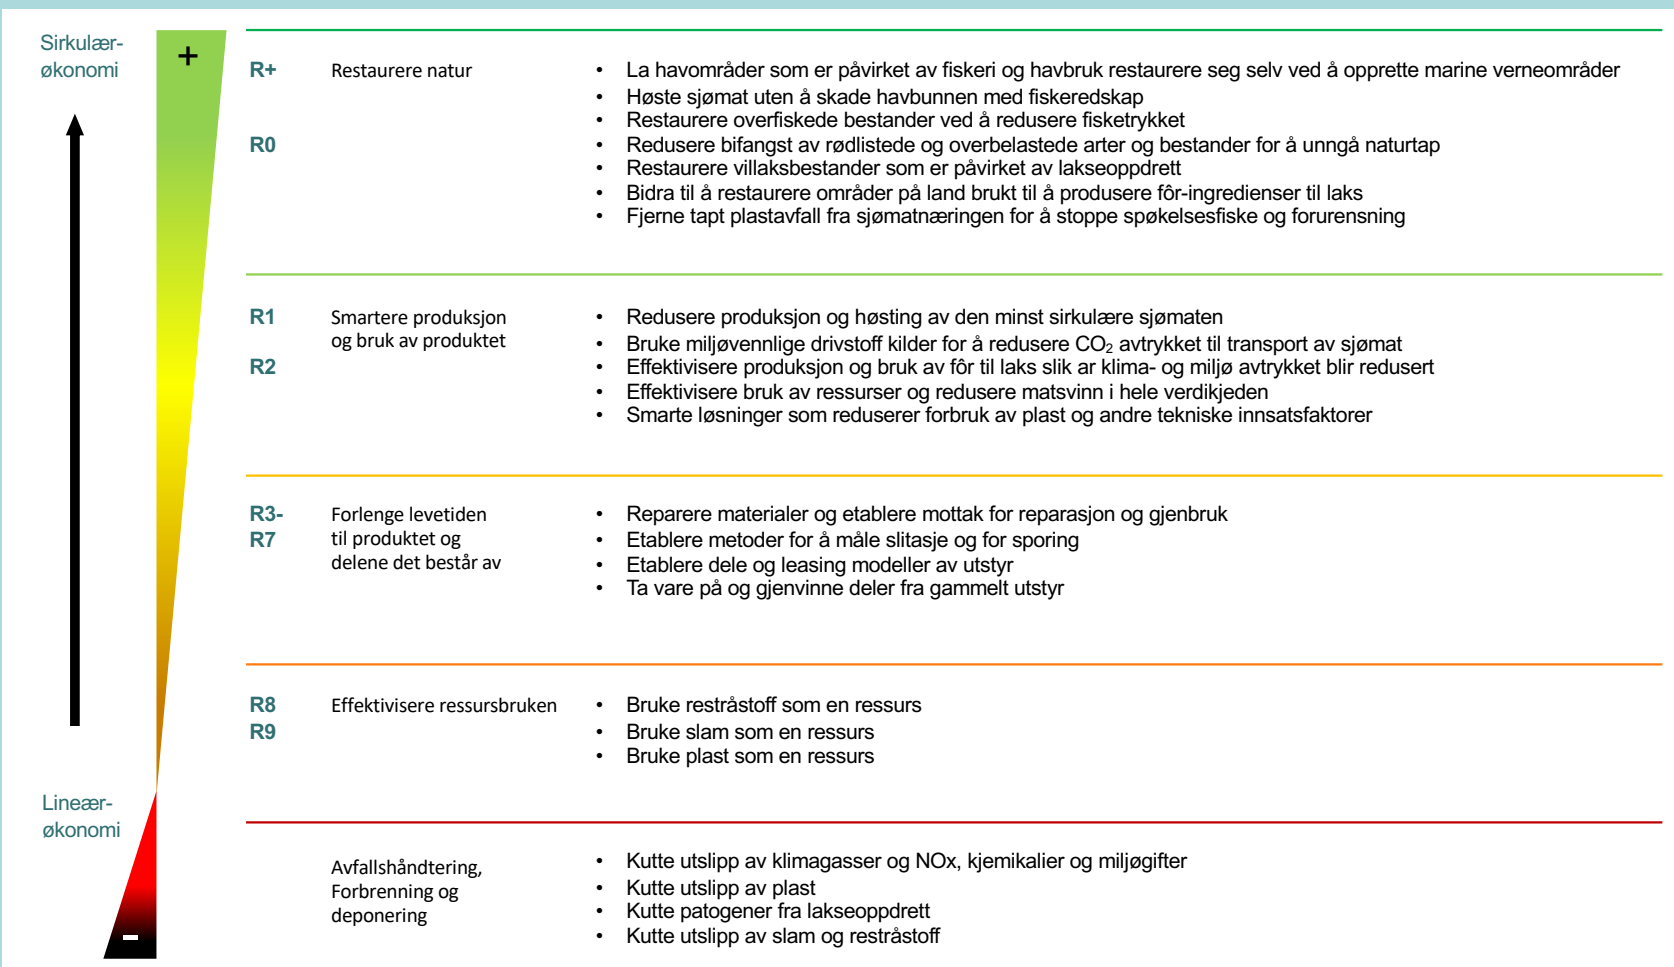 Sirkulær-
økonomi
+
R+ Restaurere natur
• La havområder som er påvirket av fiskeri og havbruk restaurere seg selv ved å opprette marine verneområder
• Høste sjømat uten å skade havbunnen med fiskeredskap
• Restaurere overfiskede bestander ved å redusere fisketrykket
R0
• Redusere bifangst av rødlistede og overbelastede arter og bestander for å unngå naturtap
• Restaurere villaksbestander som er påvirket av lakseoppdrett
• Bidra til å restaurere områder på land brukt til å produsere fôr-ingredienser til laks
• Fjerne tapt plastavfall fra sjømatnæringen for å stoppe spøkelsesfiske og forurensning
R1 Smartere produksjon
og bruk av produktet
R2
• Redusere produksjon og høsting av den minst sirkulære sjømaten
• Bruke miljøvennlige drivstoff kilder for å redusere CO₂ avtrykket til transport av sjømat
• Effektivisere produksjon og bruk av fôr til laks slik ar klima- og miljø avtrykket blir redusert
• Effektivisere bruk av ressurser og redusere matsvinn i hele verdikjeden
• Smarte løsninger som reduserer forbruk av plast og andre tekniske innsatsfaktorer
R3-
R7
Forlenge levetiden
til produktet og
delene det består av
• Reparere materialer og etablere mottak for reparasjon og gjenbruk
• Etablere metoder for å måle slitasje og for sporing
• Etablere dele og leasing modeller av utstyr
• Ta vare på og gjenvinne deler fra gammelt utstyr
R8 Effektivisere ressursbruken
R9
• Bruke restråstoff som en ressurs
• Bruke slam som en ressurs
• Bruke plast som en ressurs
Lineær-
økonomi
-
Avfallshåndtering,
Forbrenning og
deponering
• Kutte utslipp av klimagasser og NOx, kjemikalier og miljøgifter
• Kutte utslipp av plast
• Kutte patogener fra lakseoppdrett
• Kutte utslipp av slam og restråstoff